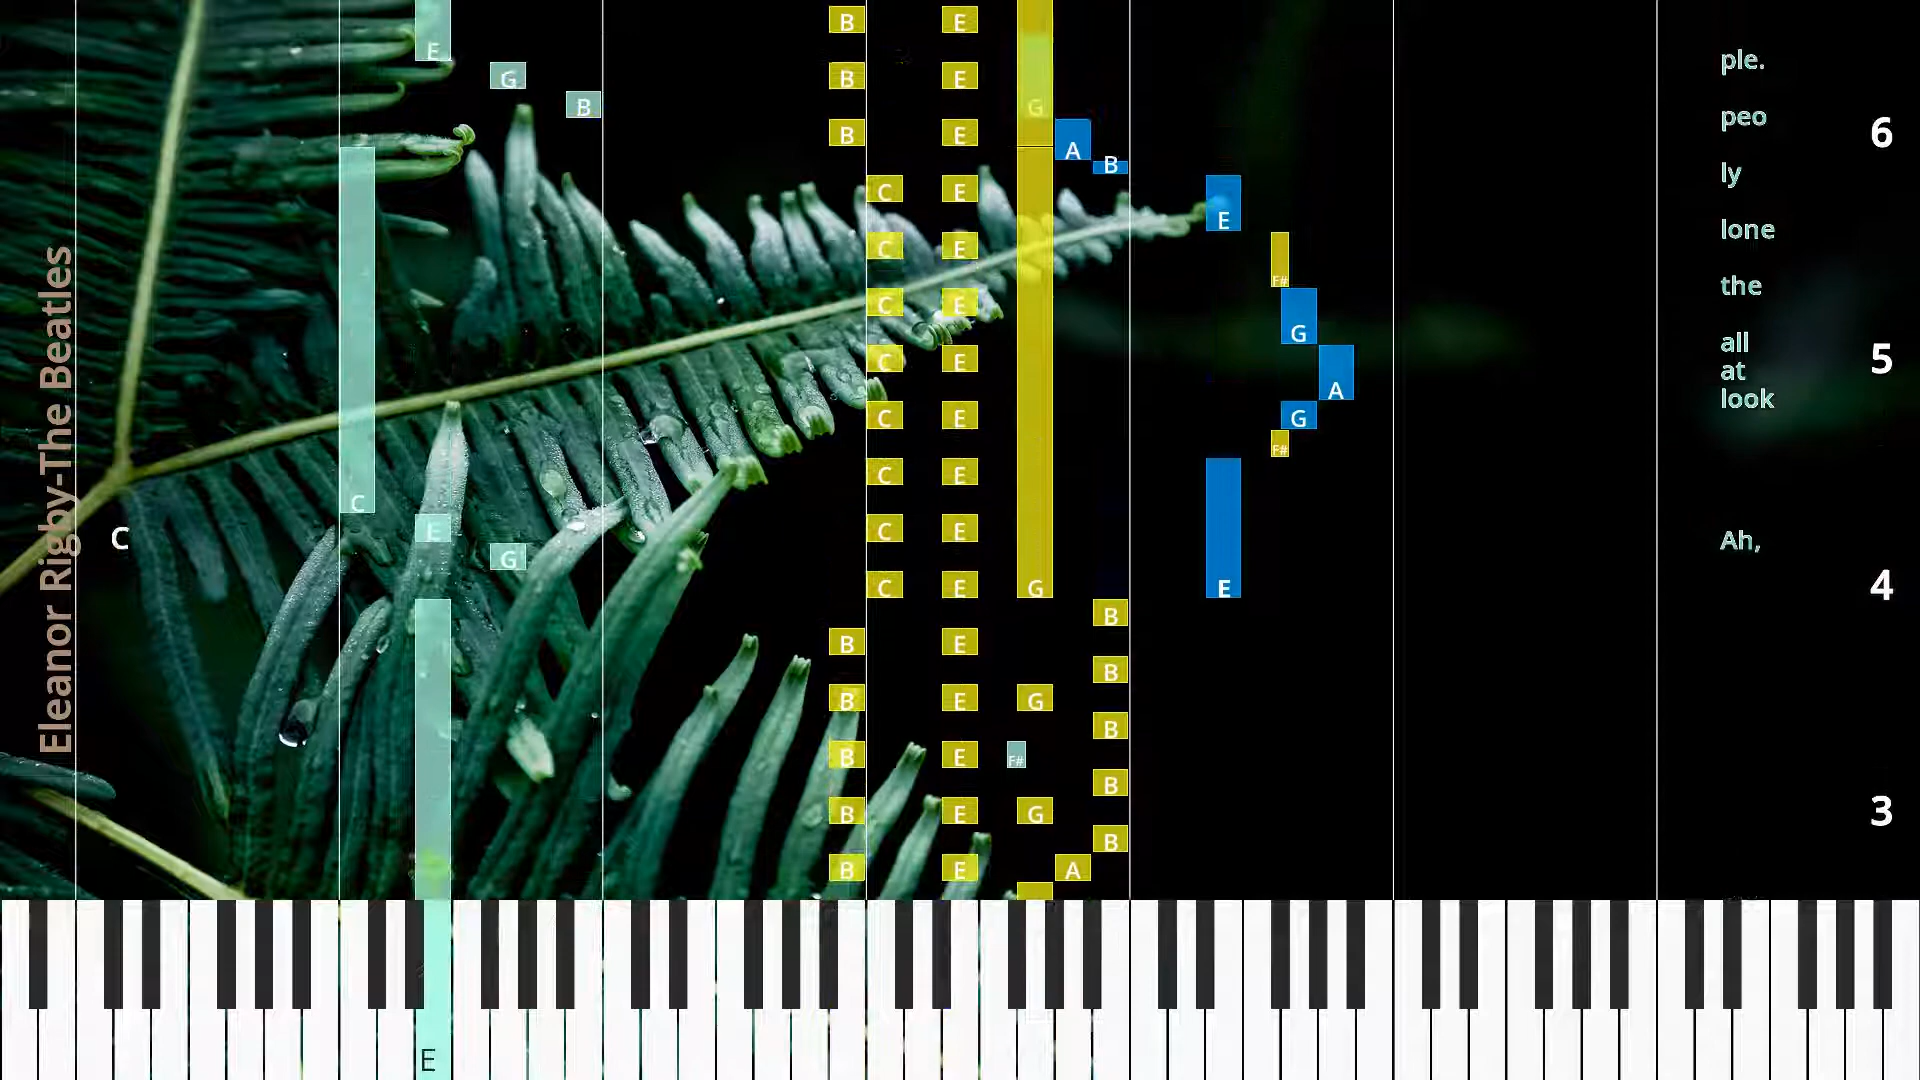 B E
E
ple.
G B E
G
B
peo
B E 6
A
B
ly
C E
E
lone
C E
F#
the
C E
G
all
C E 5
at
A
look
C E G
F#
C E
C
C E
E
C Ah,
G
C E G E 4
B
B E
B
B E G
B
B E F#
B
B E G 3
B
B E A
E
Eleanor Rigby-The Beatles